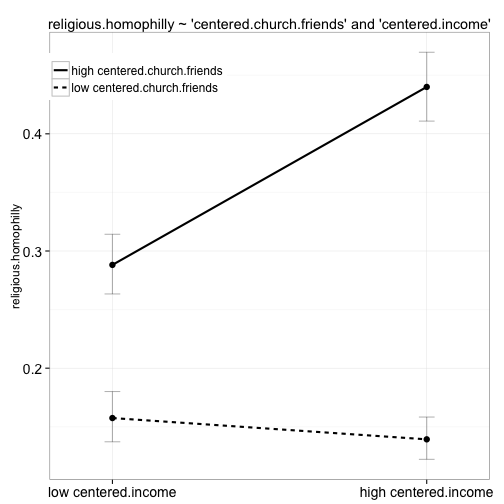 religious.homophilly ~ 'centered.church.friends' and 'centered.income'
high centered.church.friends
low centered.church.friends
0.4
0.3
0.2
religious.homophilly
low centered.income
high centered.income